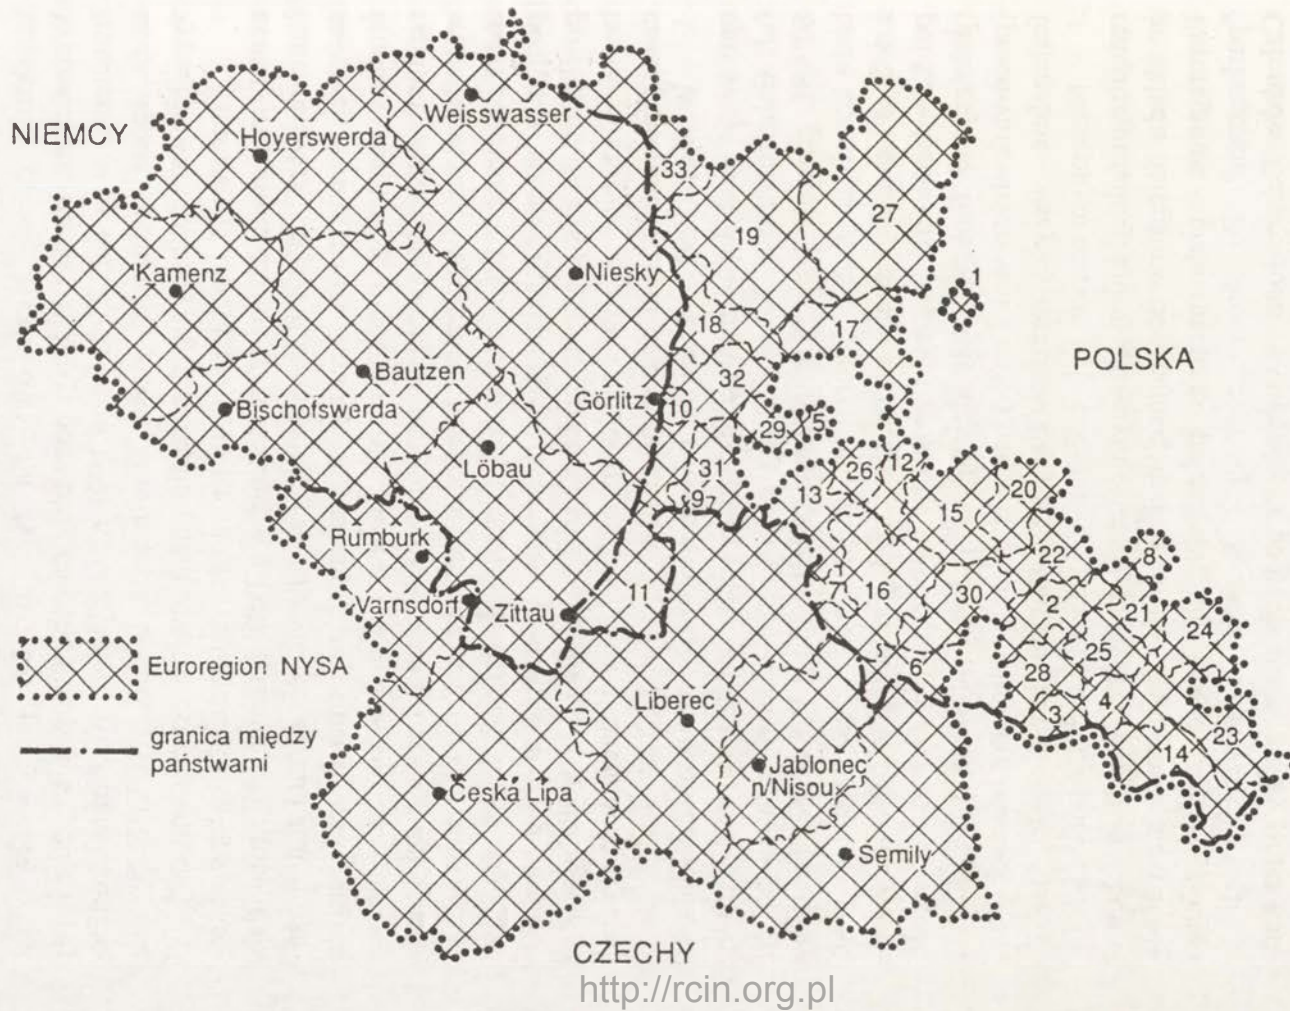 NIEMCY
Weisswasser
Hoyerswerda
33
27
19
Kamenz
Niesky
1
18
17
POLSKA
Bautzen
32
Bischofswerda
Görlitz
10
29
5
Löbau
31
26
12
13
20
9
7
15
Rumburk
22
8
11
7
16
30
2
21
Varnsdorf
Zittau
24
25
6
28
Euroregion NYSA
Liberec
3
4
23
granica między
państwami
14
Jablonec
n/Nisou
Česká Lipa
Semily
CZECHY
http://rcin.org.pl